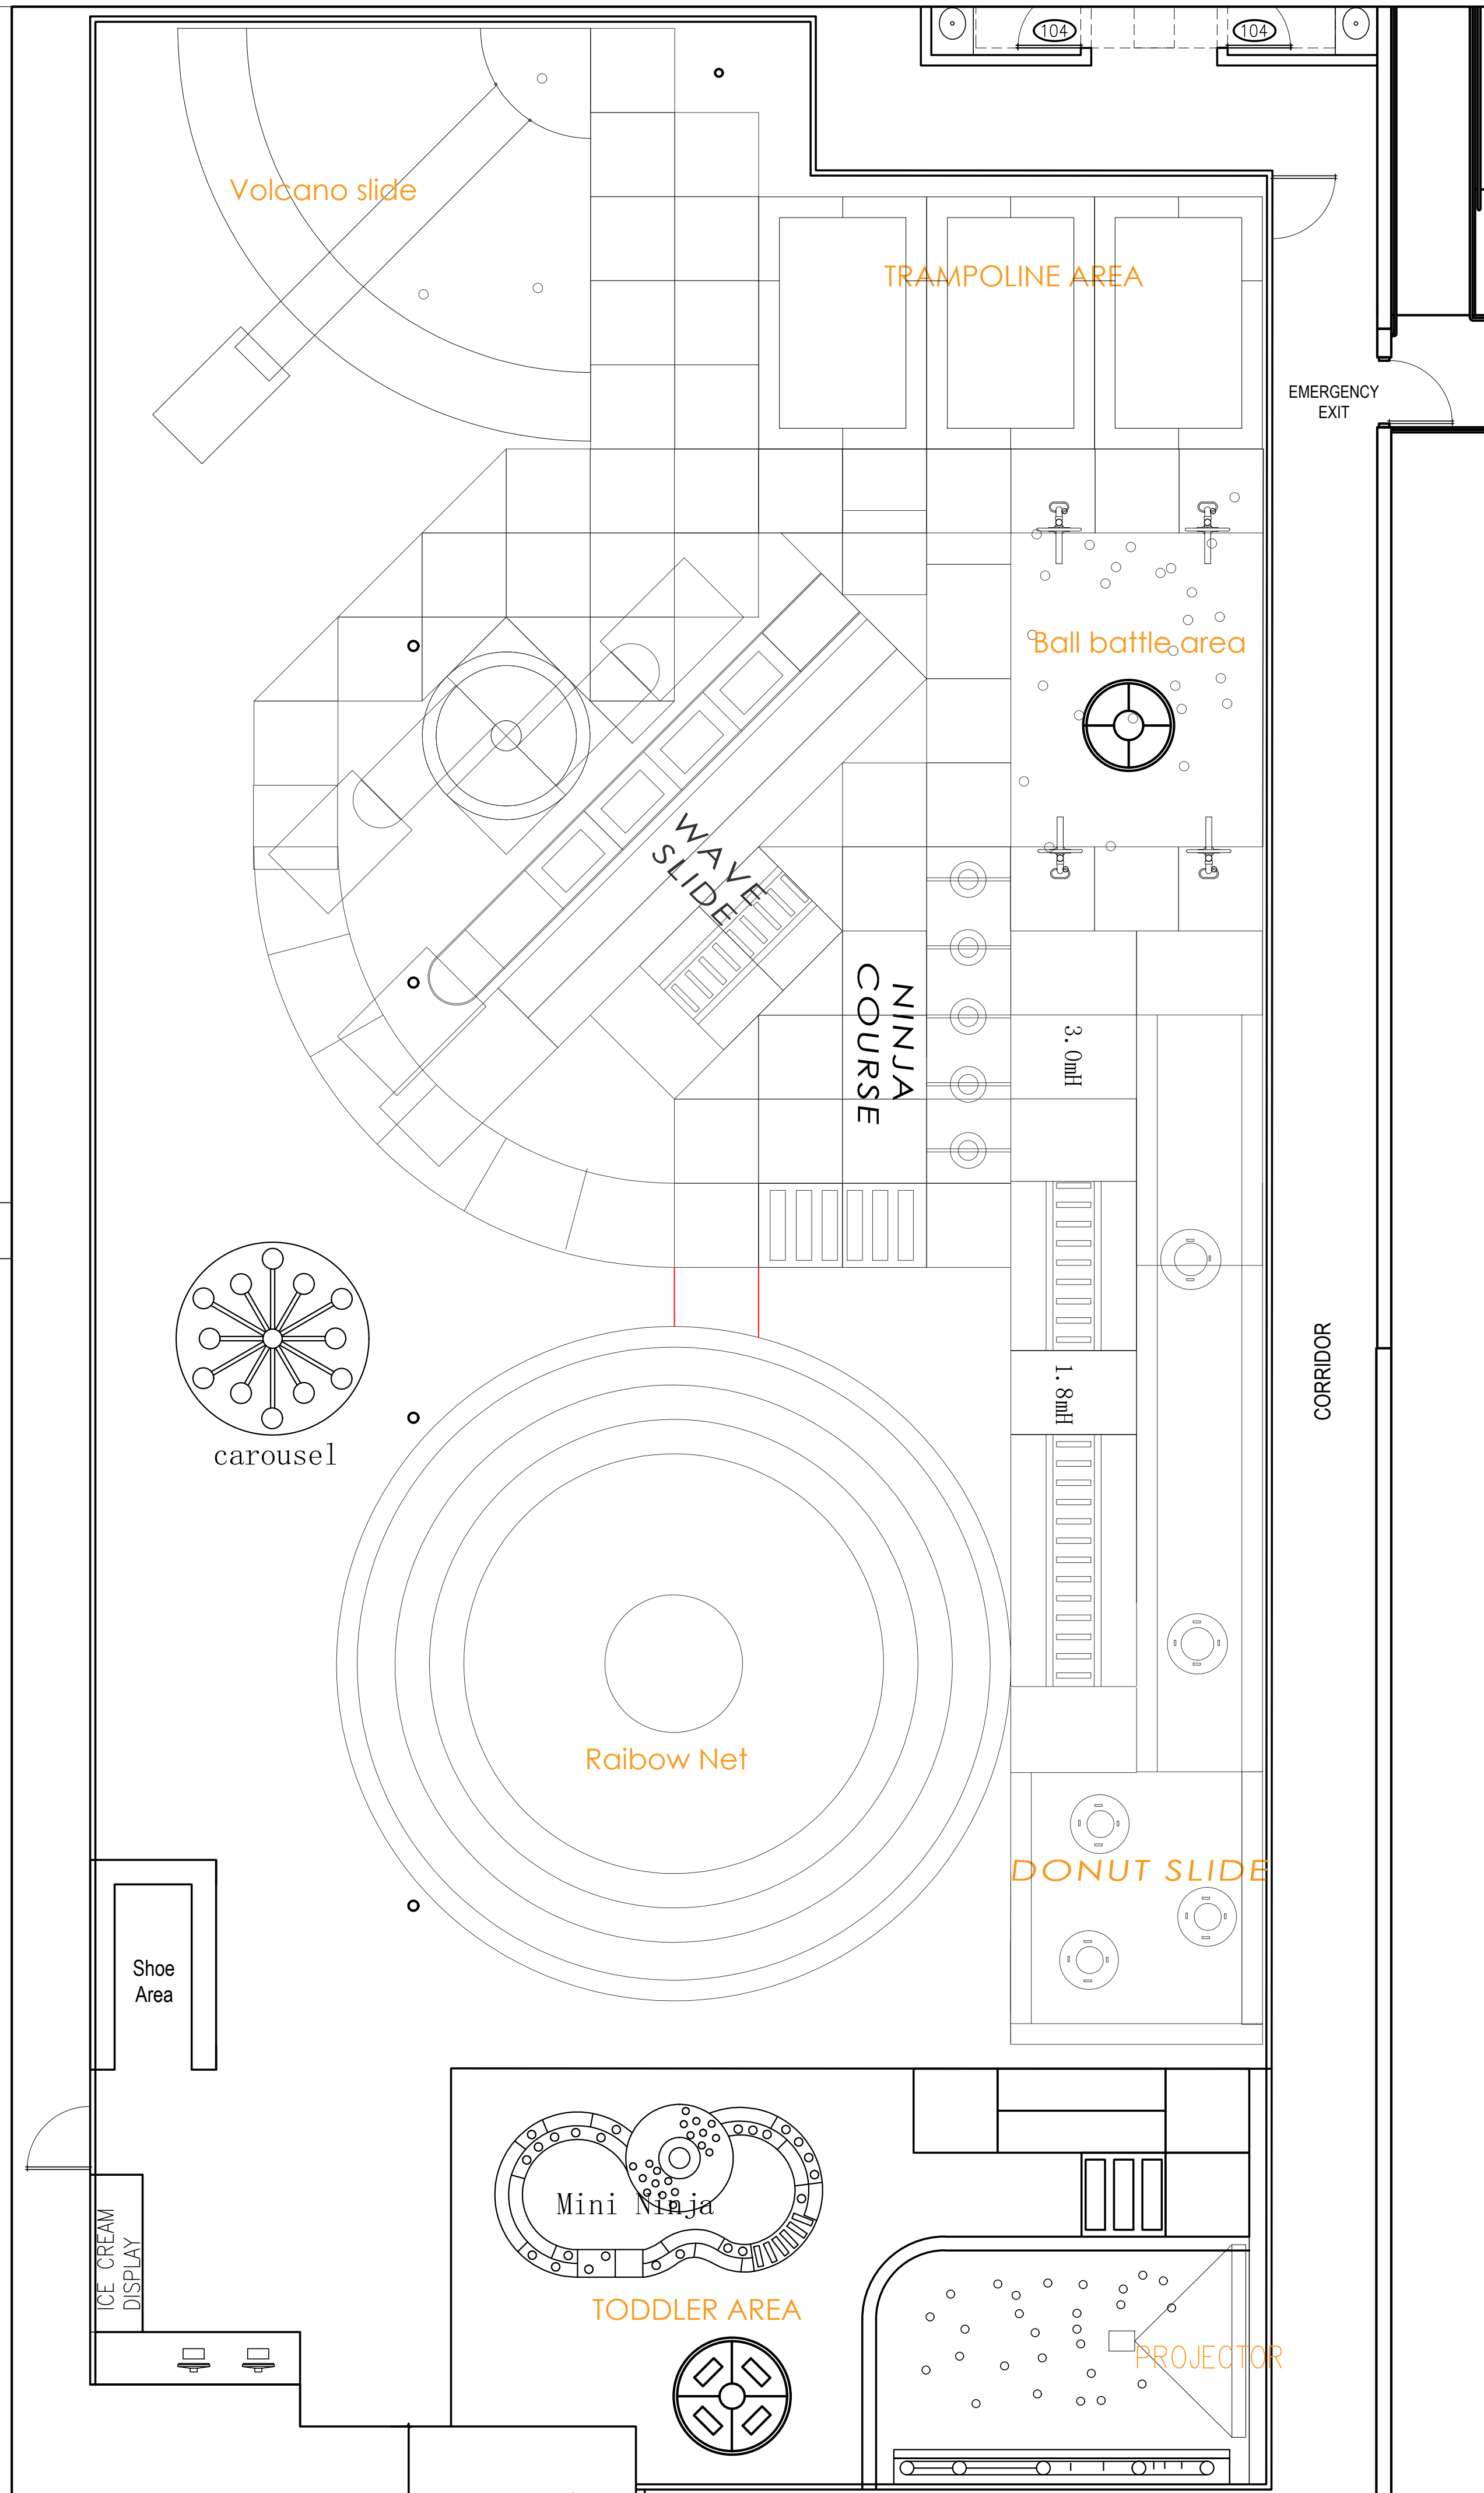 104
104
Volcano slide
TRAMPOLINE AREA
EMERGENCY
EXIT
Ball battle area
WAVE
SLIDE
NINJA
COURSE
3.0mH
CORRIDOR
1.8mH
carousel
Raibow Net
DONUT SLIDE
Shoe
Area
Mini Ninja
ICE CREAM
DISPLAY
TODDLER AREA
PROJECTOR